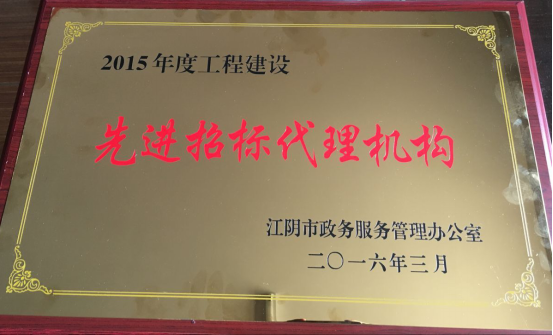 2015年度工程建设
先进招标代理机构
江阴市政务服务管理办公室
二〇一六年三月